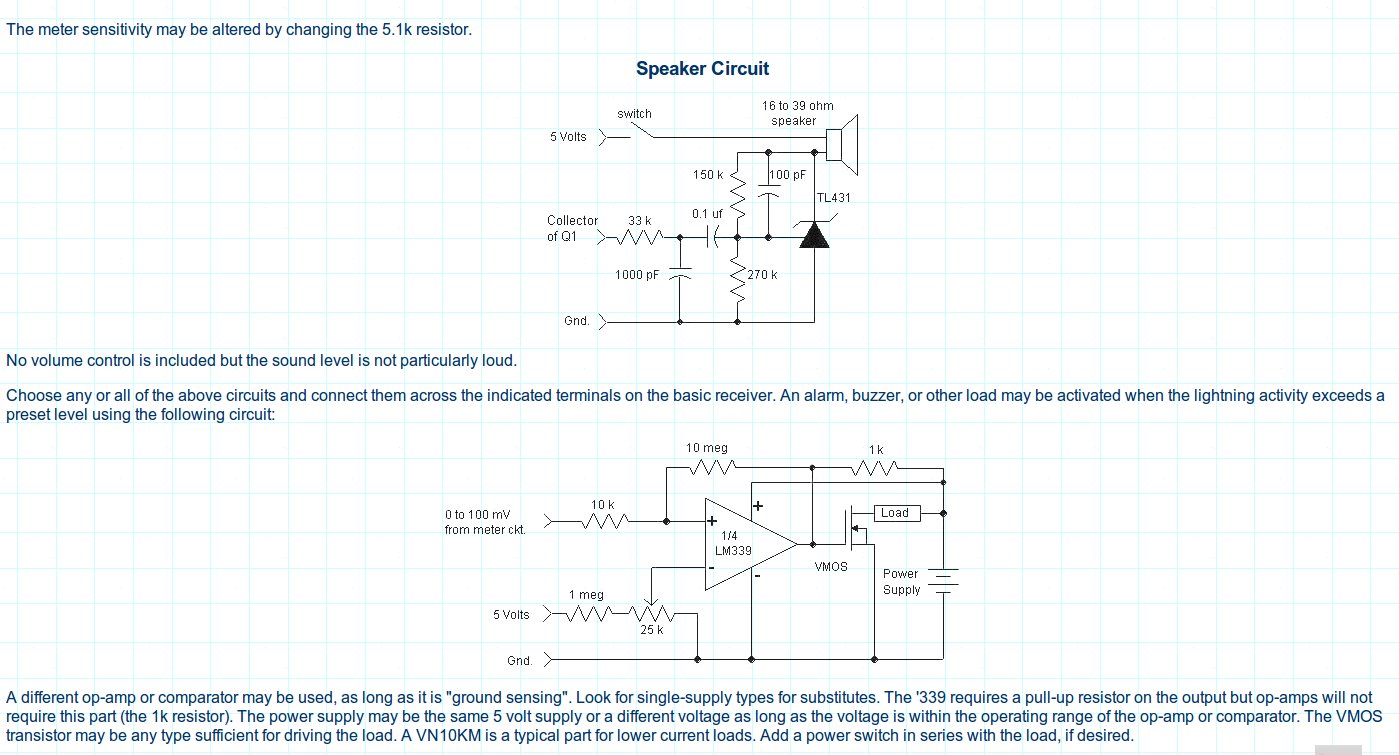 The meter sensitivity may be altered by changing the 5.1k resistor.
Speaker Circuit
16 to 39 ohm
speaker
switch
5 Volts
150 k
100 pF
TL431
0.1 uf
Collector
of Q1
33 k
1000 pF
270 k
Gnd.
No volume control is included but the sound level is not particularly loud.
Choose any or all of the above circuits and connect them across the indicated terminals on the basic receiver. An alarm, buzzer, or other load may be activated when the lightning activity exceeds a
preset level using the following circuit:
10 meg
1 k
10 k
0 to 100 mV
from meter ckt.
+
+
Load
1/4
LM339
-
-
VMOS
Power
Supply
1 meg
5 Volts
25 k
Gnd.
A different op-amp or comparator may be used, as long as it is "ground sensing". Look for single-supply types for substitutes. The '339 requires a pull-up resistor on the output but op-amps will not
require this part (the 1k resistor). The power supply may be the same 5 volt supply or a different voltage as long as the voltage is within the operating range of the op-amp or comparator. The VMOS
transistor may be any type sufficient for driving the load. A VN10KM is a typical part for lower current loads. Add a power switch in series with the load, if desired.